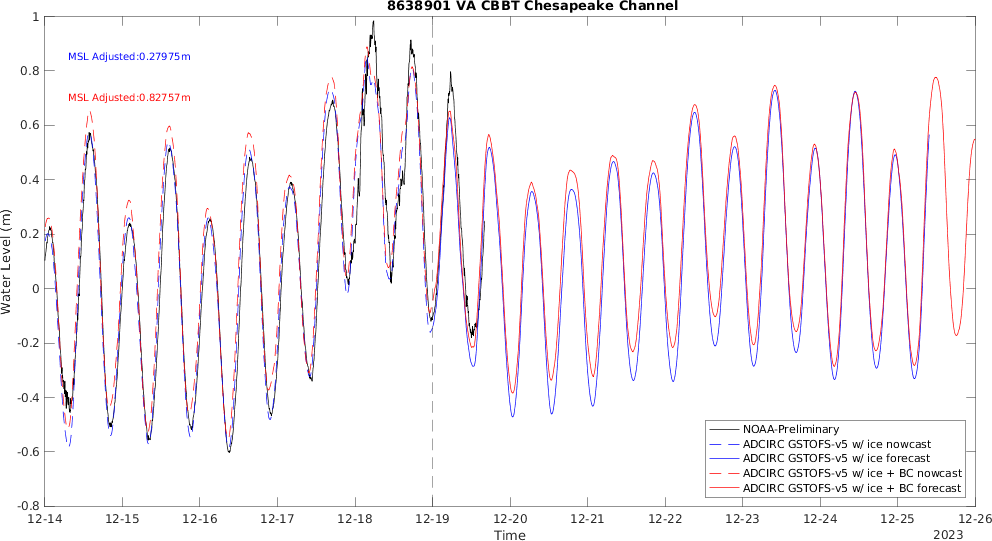 8638901 VA CBBT Chesapeake Channel
MSL Adjusted:0.27975m
MSL Adjusted:0.82757m
Water Level (m)
1
0.8
0.6
0.4
0.2
0
-0.2
-0.4
-0.6
-0.8
NOAA-Preliminary
ADCIRC GSTOFS-v5 w/ ice nowcast
ADCIRC GSTOFS-v5 w/ ice forecast
ADCIRC GSTOFS-v5 w/ ice + BC nowcast
ADCIRC GSTOFS-v5 w/ ice + BC forecast
12-14 12-15 12-16 12-17 12-18 12-19 12-20 12-21 12-22 12-23 12-24 12-25 12-26
Time
2023